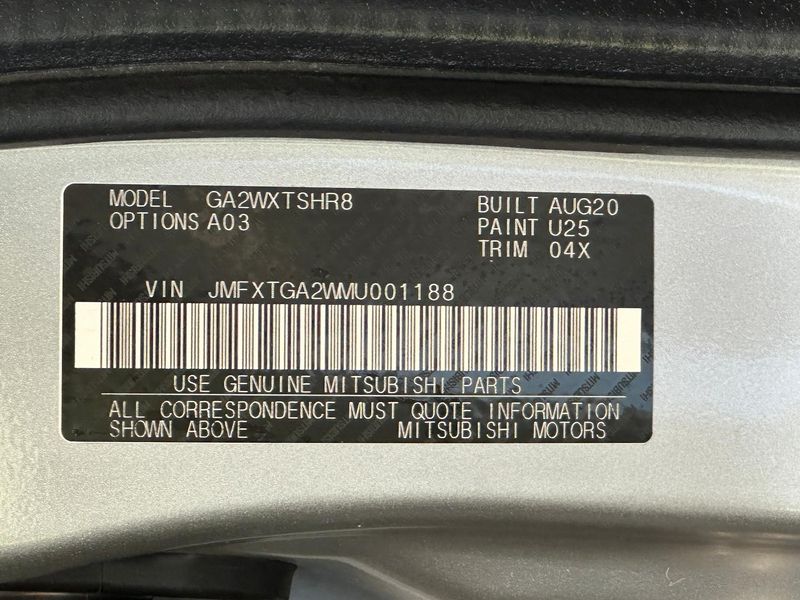 MODEL GA2WXTSHR8 BUILT AUG20
OPTIONS A03 PAINT U25
TRIM 04X
VIN JMFXTGA2WMU001188
USE GENUINE MITSUBISHI PARTS
ALL CORRESPONDENCE MUST QUOTE INFORMATION
SHOWN ABOVE MITSUBISHI MOTORS